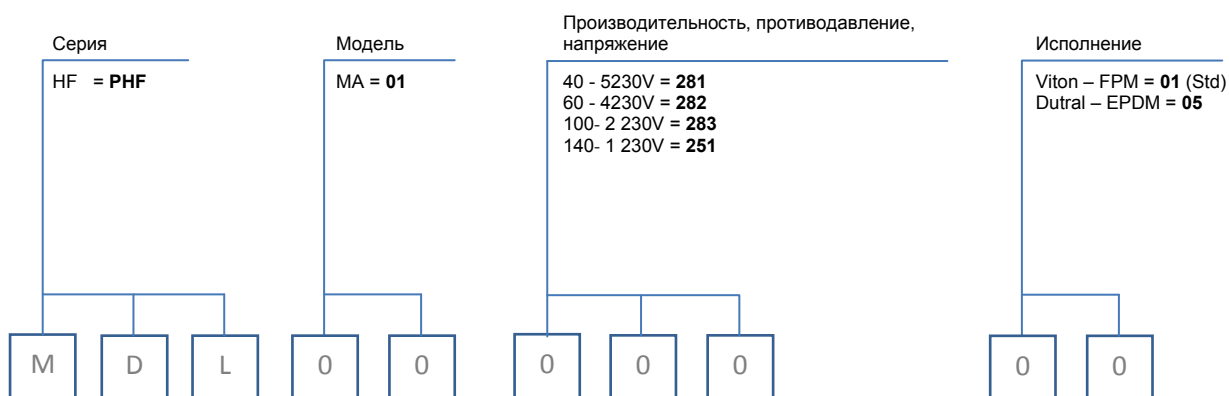 Серия
HF = PHF
Модель
MA = 01
Производительность, противодавление,
напряжение
40 - 5230V = 281
60 - 4230V = 282
100- 2 230V = 283
140- 1 230V = 251
Исполнение
Viton – FPM = 01 (Std)
Dutral – EPDM = 05
M D L 0 0 0 0 0 0 0